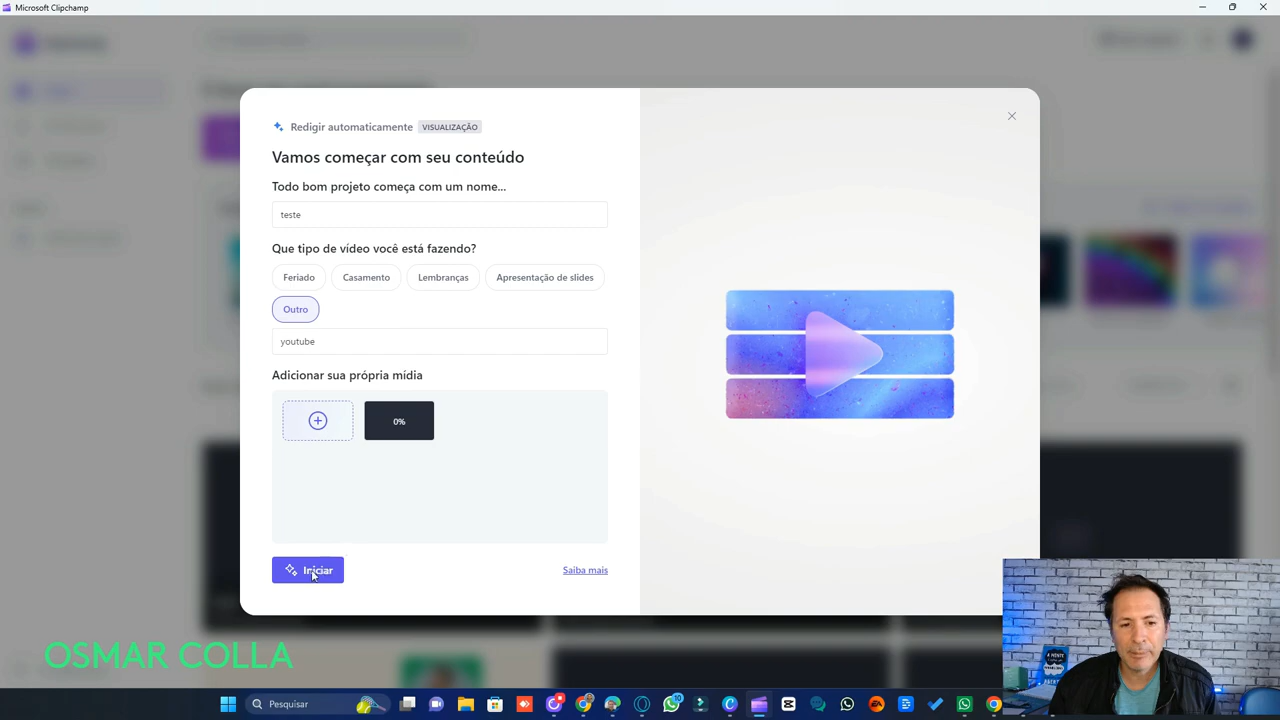 Microsoft Clipchamp
Redigir automaticamente VISUALIZAÇÃO
Vamos começar com seu conteúdo
Todo bom projeto começa com um nome...
teste
Que tipo de vídeo você está fazendo?
Feriado Casamento Lembranças Apresentação de slides
Outro
youtube
Adicionar sua própria mídia
0%
Iniciar Saiba mais
OSMAR COLLA
Pesquisar
10